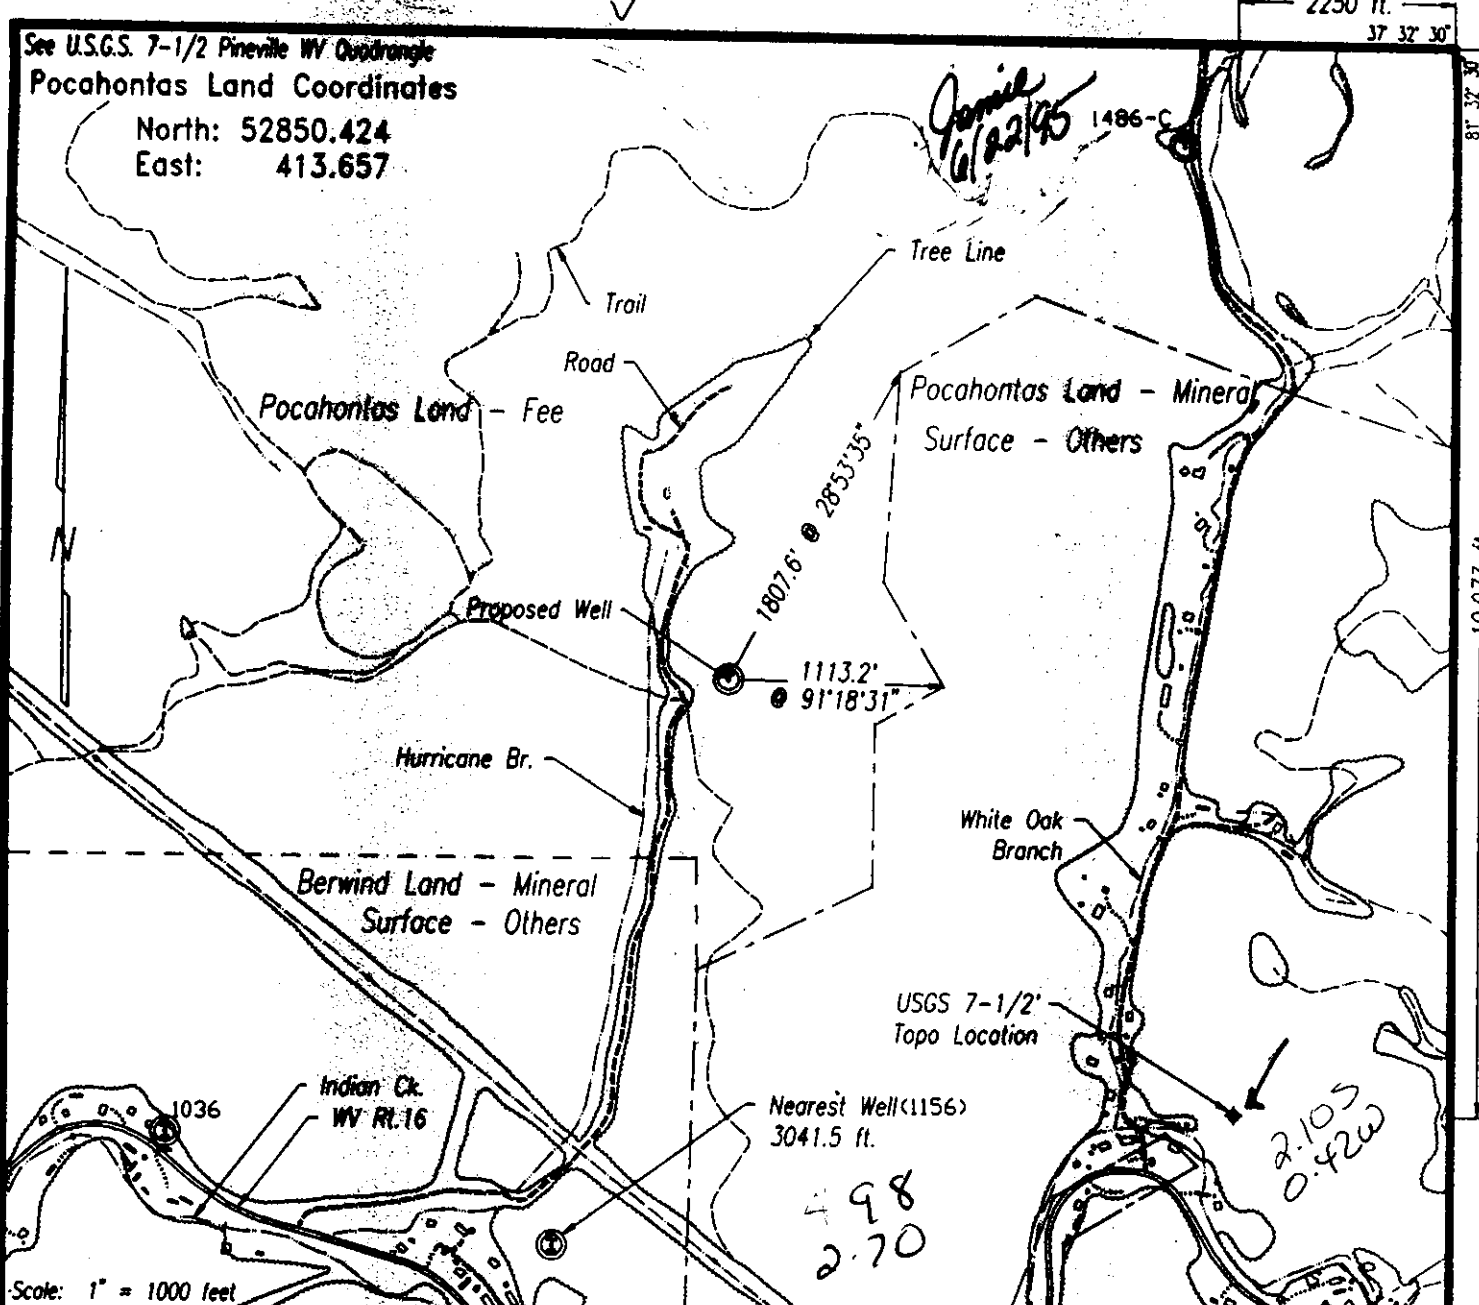 2250 ft.
37° 32' 30"
81° 32' 30"
See U.S.G.S. 7-1/2 Pineville WV Quadrangle
Pocahontas Land Coordinates
North: 52850.424
East: 413.657
Jamie
6/22/95
1486-C
Tree Line
Trail
Road
Pocahontas Land - Fee
Pocahontas Land - Mineral
Surface - Others
1807.6' @ 28°53'35"
N
Proposed Well
1113.2'
@ 91°18'31"
Hurricane Br.
White Oak
Branch
Berwind Land - Mineral
Surface - Others
USGS 7-1/2'
Topo Location
Indian Ck.
WV Rt.16
1036
Nearest Well(1156)
3041.5 ft.
2.10S
0.42W
4 98
2.70
Scale: 1" = 1000 feet